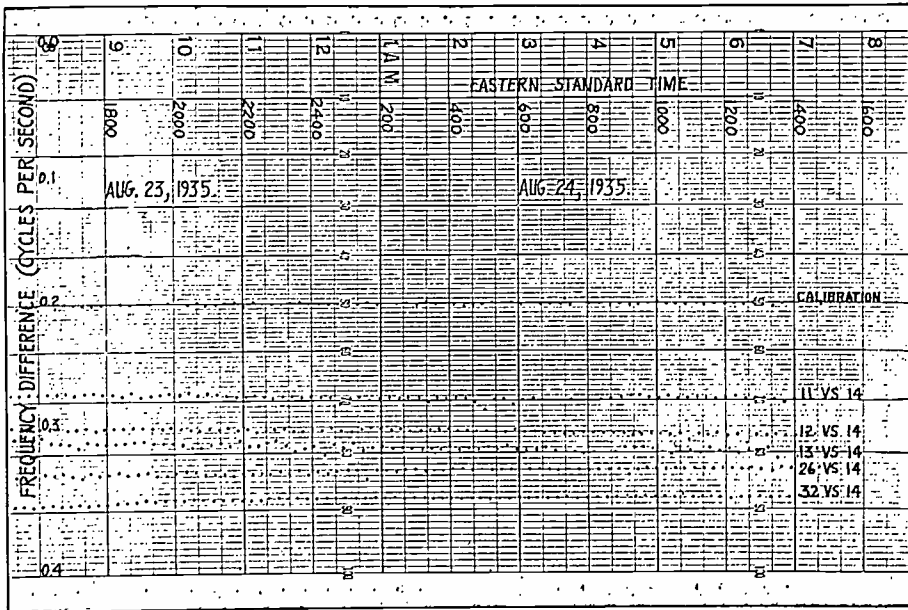 0.0 8 9 10 11 12 1 AM 2 3 4 5 6 7 8
EASTERN STANDARD TIME
1800 2000 2200 2400 200 400 600 800 1000 1200 1400 1600
FREQUENCY DIFFERENCE (CYCLES PER SECOND)
0.1
AUG. 23, 1935. AUG. 24, 1935
0.2
CALIBRATION
11 VS 14
0.3
12 VS 14
13 VS 14
26 VS 14
32 VS 14
0.4